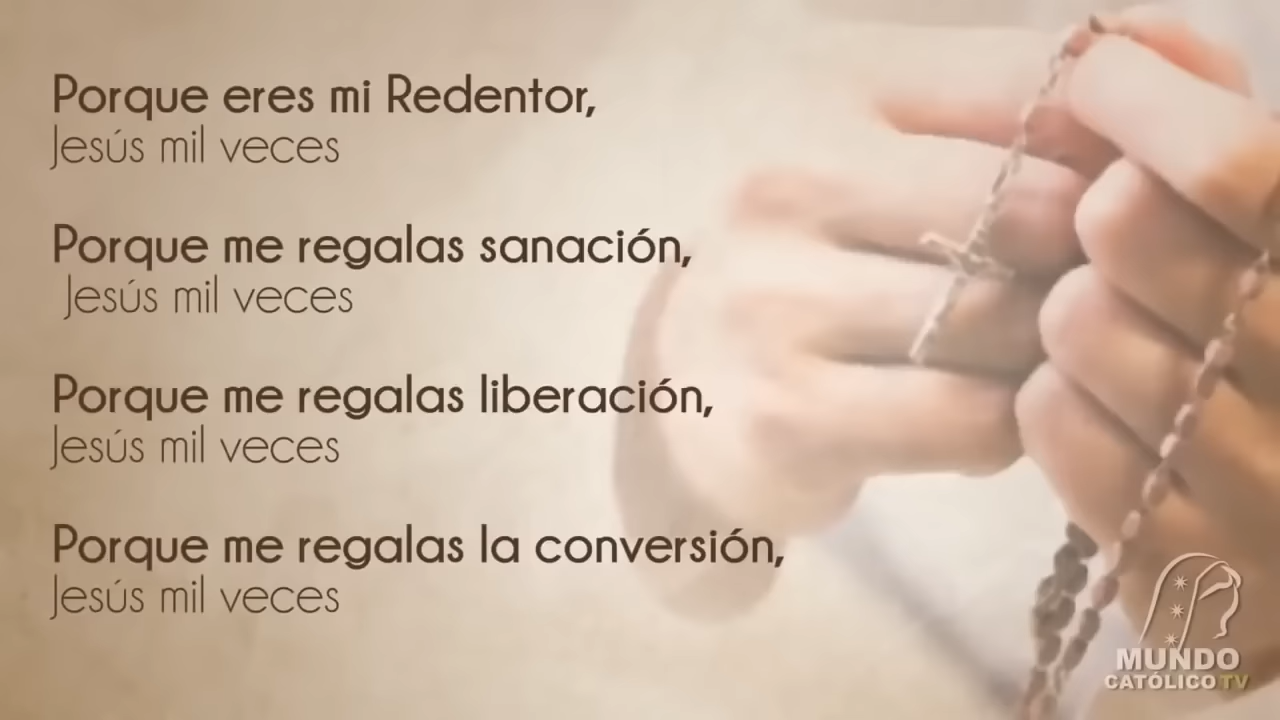 Porque eres mi Redentor,
Jesús mil veces
Porque me regalas sanación,
Jesús mil veces
Porque me regalas liberación,
Jesús mil veces
Porque me regalas la conversión,
Jesús mil veces
MUNDO
CATÓLICO TV